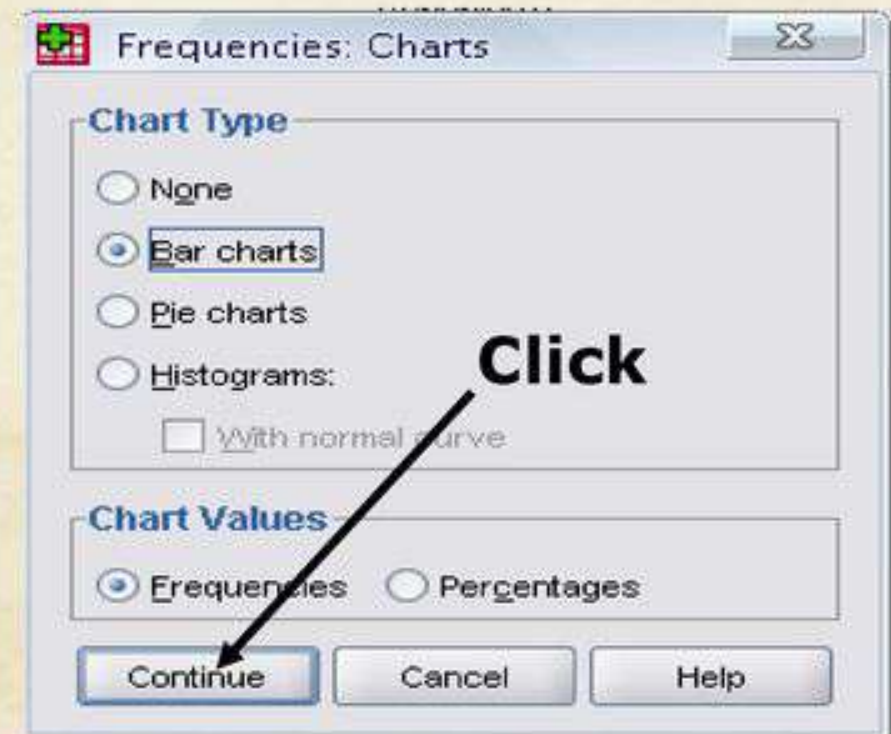 Frequencies: Charts
Chart Type
None
Bar charts
Pie charts
Histograms:
Click
With normal curve
Chart Values
Frequencies Percentages
Continue Cancel Help